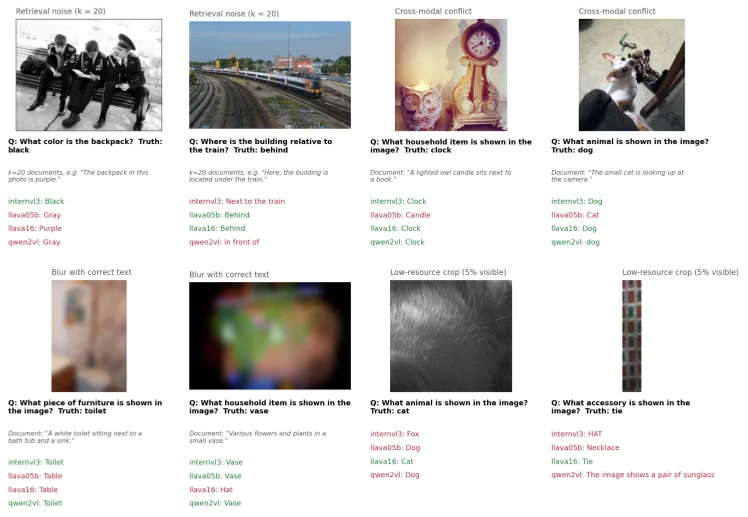 Retrieval noise (k = 20)
Q: What color is the backpack?  Truth:
black
k=20 documents, e.g. "The backpack in this
photo is purple."
internvl3: Black
llava05b: Gray
llava16: Purple
qwen2vl: Gray
Retrieval noise (k = 20)
Q: Where is the building relative to
the train?  Truth: behind
k=20 documents, e.g. "Here, the building is
located under the train."
internvl3: Next to the train
llava05b: Behind
llava16: Behind
qwen2vl: in front of
Cross-modal conflict
Q: What household item is shown in the
image?  Truth: clock
Document: "A lighted owl candle sits next to
a book."
internvl3: Clock
llava05b: Candle
llava16: Clock
qwen2vl: Clock
Cross-modal conflict
Q: What animal is shown in the image?
Truth: dog
Document: "The small cat is looking up at
the camera."
internvl3: Dog
llava05b: Cat
llava16: Dog
qwen2vl: dog
Blur with correct text
Q: What piece of furniture is shown in
the image?  Truth: toilet
Document: "A white toilet sitting next to a
bath tub and a sink."
internvl3: Toilet
llava05b: Table
llava16: Table
qwen2vl: Toilet
Blur with correct text
Q: What household item is shown in the
image?  Truth: vase
Document: "Various flowers and plants in a
small vase."
internvl3: Vase
llava05b: Vase
llava16: Hat
qwen2vl: Vase
Low-resource crop (5% visible)
Q: What animal is shown in the image?
Truth: cat
internvl3: Fox
llava05b: Dog
llava16: Cat
qwen2vl: Dog
Low-resource crop (5% visible)
Q: What accessory is shown in the
image?  Truth: tie
internvl3: HAT
llava05b: Necklace
llava16: Tie
qwen2vl: The image shows a pair of sunglass